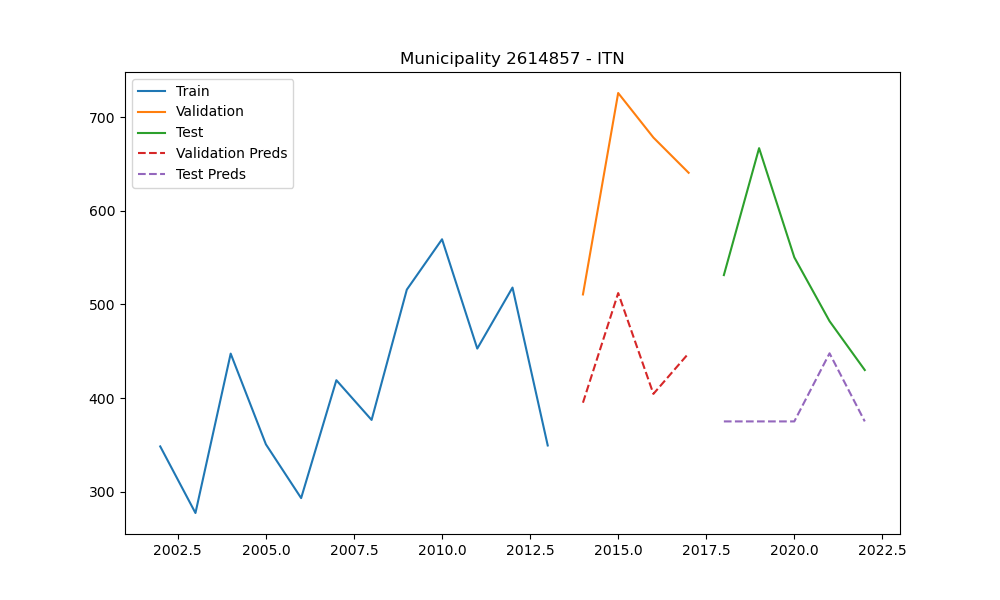 Municipality 2614857 - ITN
Train
Validation
Test
Validation Preds
Test Preds
700
600
500
400
300
2002.5 2005.0 2007.5 2010.0 2012.5 2015.0 2017.5 2020.0 2022.5